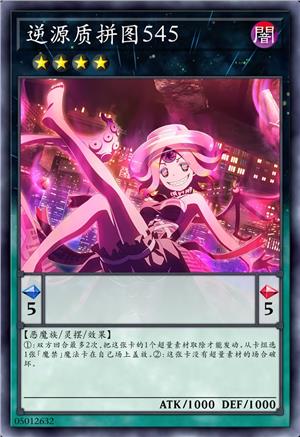 逆源质拼图545
闇
5
5
【恶魔族/灵摆/效果】
①：双方回合最多2次，把这张卡的1个超量素材取除才能发动。从卡组选
1张「魔禁」魔法卡在自己场上盖放。②：这张卡没有超量素材的场合破
坏。
ATK/1000 DEF/1000
05012632